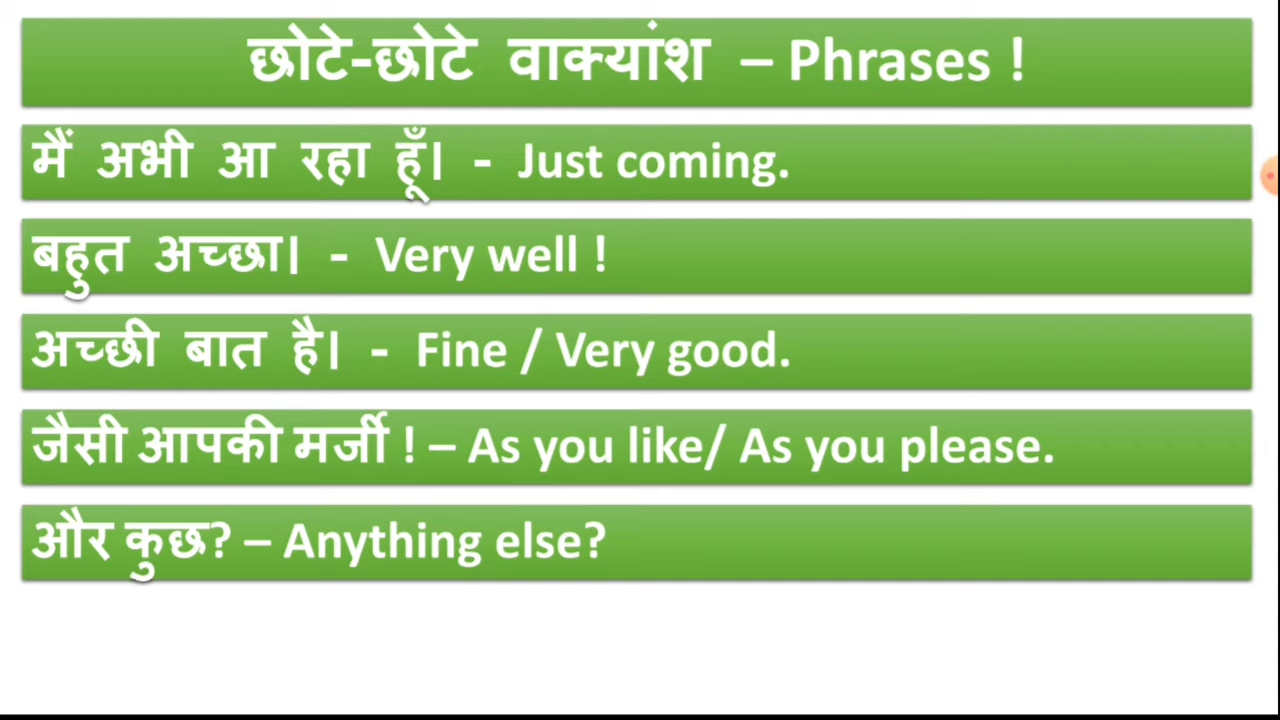 छोटे-छोटे वाक्यांश – Phrases !
मैं अभी आ रहा हूँ। - Just coming.
बहुत अच्छा। - Very well !
अच्छी बात है। - Fine / Very good.
जैसी आपकी मर्जी ! – As you like/ As you please.
और कुछ? – Anything else?